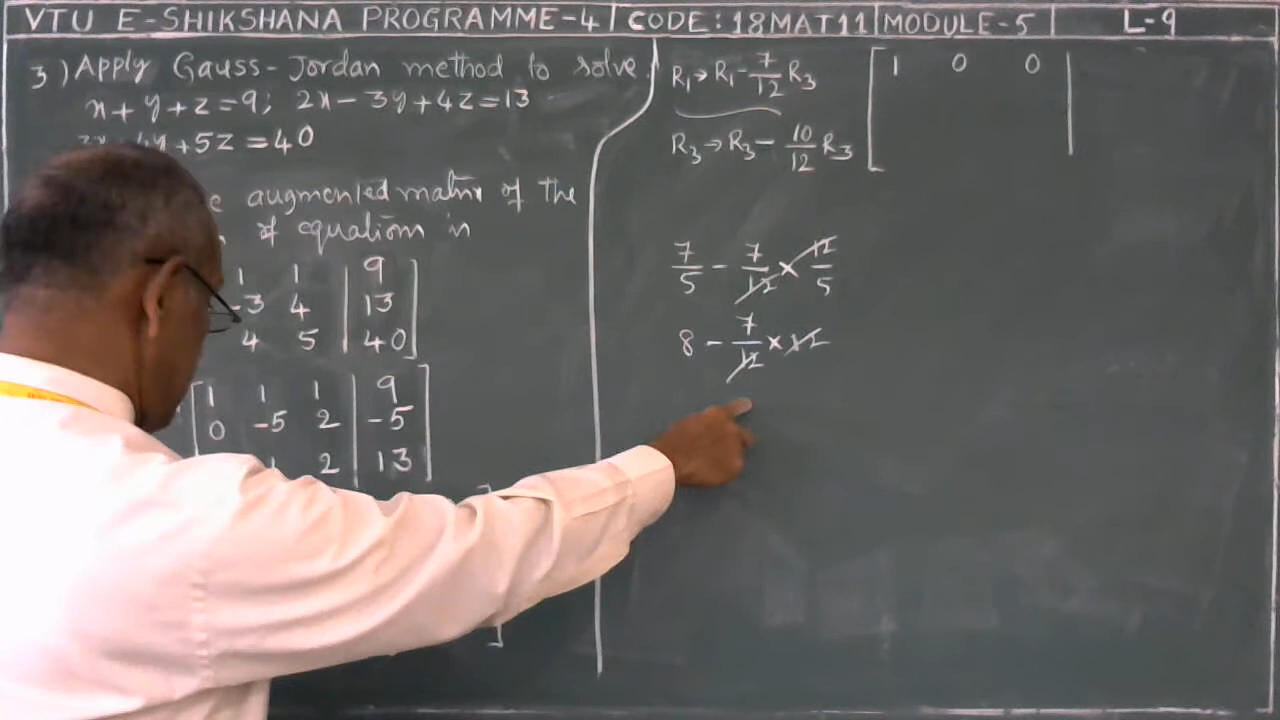 VTU E-SHIKSHANA PROGRAMME-4 | CODE: 18MAT11 | MODULE-5 | L-9
3) Apply Gauss-Jordan method to solve
x+y+z=9; 2x-3y+4z=13
+5z=40
augmented matrix of the
of equation is
1 1 | 9
-3 4 | 13
4 5 | 40
1 1 1 | 9
0 -5 2 | -5
1 2 | 13
R₁→R₁-7/12 R₃
R₃→R₃-10/12 R₃
1 0 0
7/5 - 7/12 × 12/5
8 - 7/12 × 12